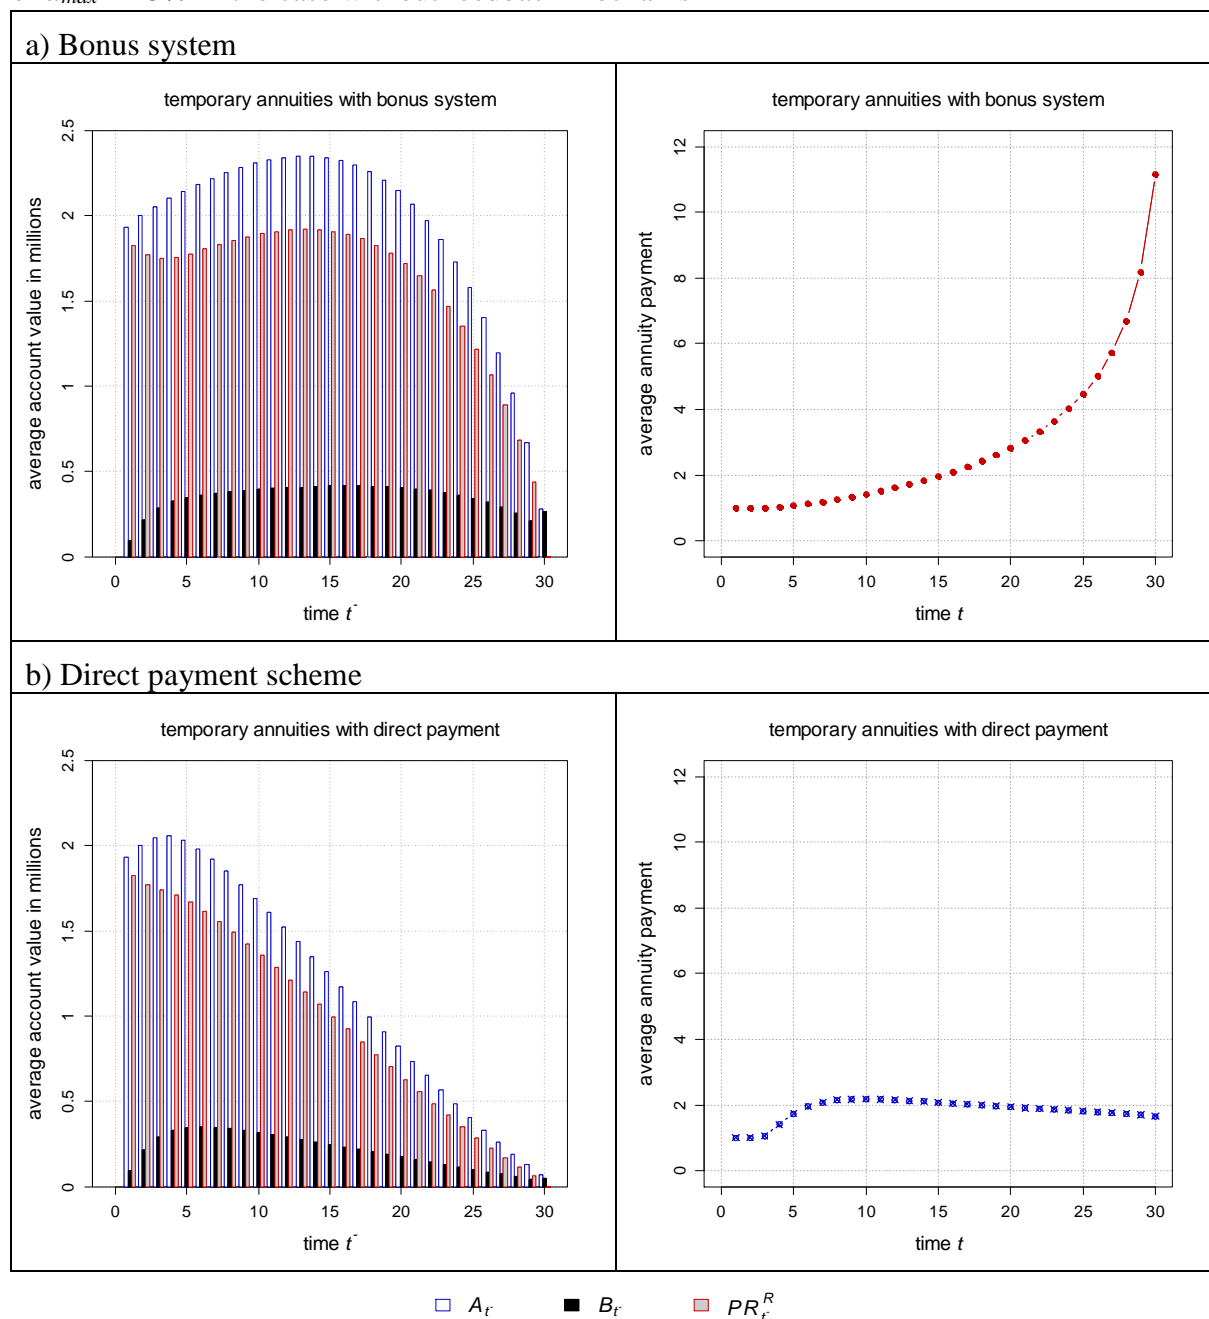 a) Bonus system
temporary annuities with bonus system
average account value in millions
0 0.5 1 1.5 2 2.5
0 5 10 15 20 25 30
time t-
temporary annuities with bonus system
average annuity payment
0 2 4 6 8 10 12
0 5 10 15 20 25 30
time t
b) Direct payment scheme
temporary annuities with direct payment
average account value in millions
0 0.5 1 1.5 2 2.5
0 5 10 15 20 25 30
time t-
temporary annuities with direct payment
average annuity payment
0 2 4 6 8 10 12
0 5 10 15 20 25 30
time t
A t- B t- PR t- R